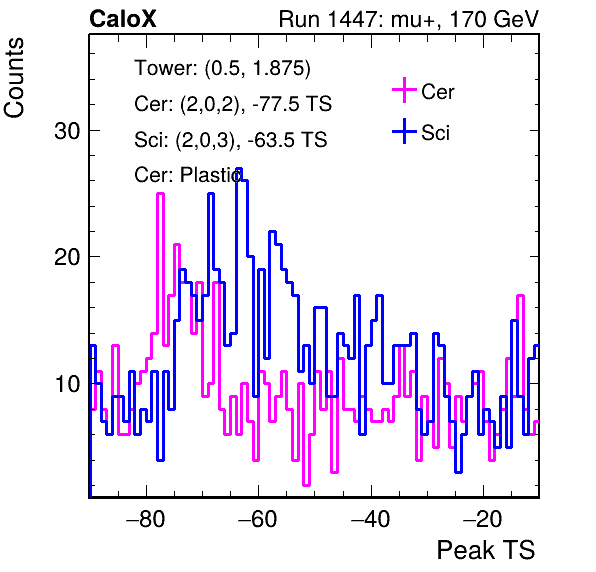 CaloX Run 1447: mu+, 170 GeV
Counts
Tower: (0.5, 1.875)
Cer: (2,0,2), -77.5 TS
Sci: (2,0,3), -63.5 TS
Cer: Plastic
Cer
Sci
30
20
10
−80 −60 −40 −20
Peak TS